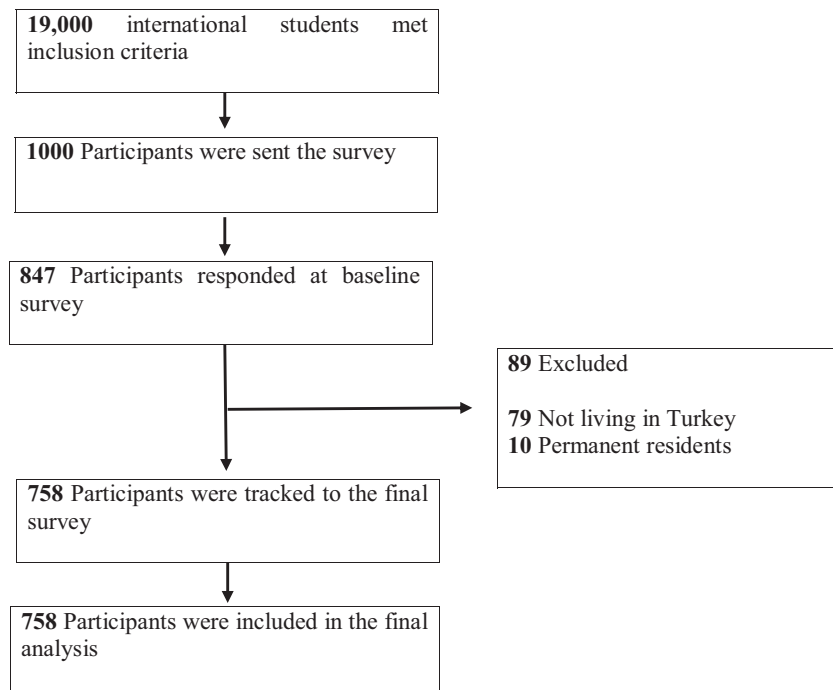 19,000 international students met
inclusion criteria
1000 Participants were sent the survey
847 Participants responded at baseline
survey
89 Excluded
79 Not living in Turkey
10 Permanent residents
758 Participants were tracked to the final
survey
758 Participants were included in the final
analysis